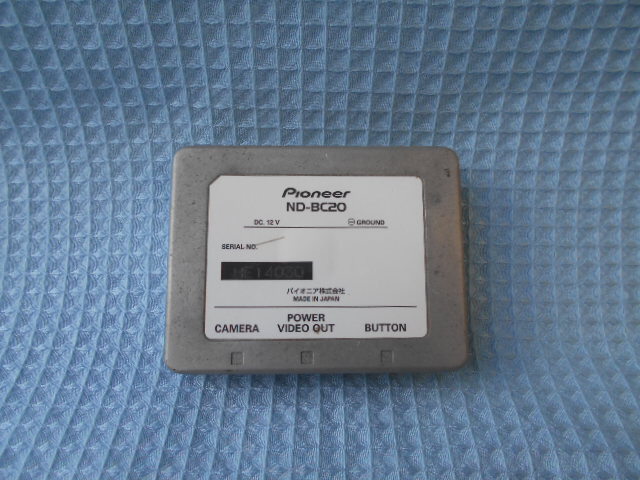 Pioneer
ND-BC20
DC. 12 V ⊖ GROUND
SERIAL NO.
パイオニア株式会社
MADE IN JAPAN
CAMERA POWER VIDEO OUT BUTTON